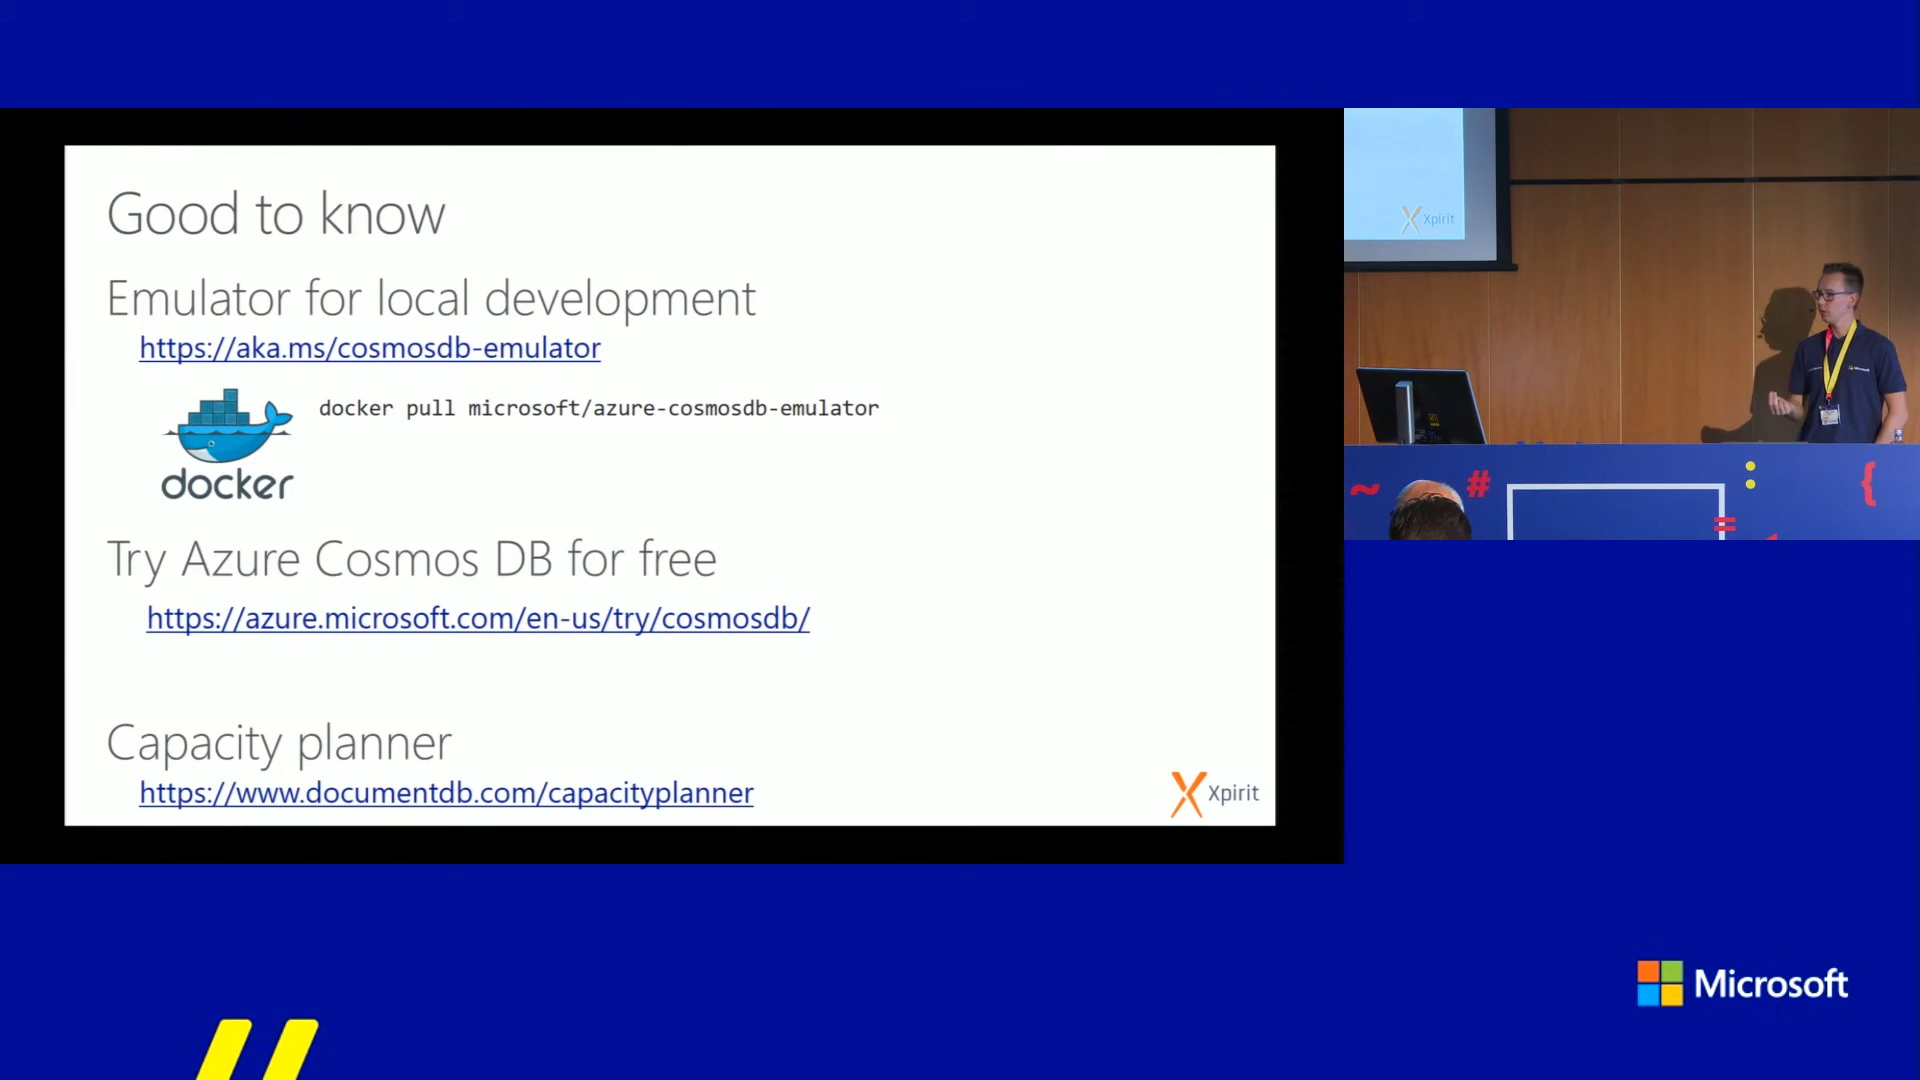 Good to know
Emulator for local development
https://aka.ms/cosmosdb-emulator
docker pull microsoft/azure-cosmosdb-emulator
docker
Try Azure Cosmos DB for free
https://azure.microsoft.com/en-us/try/cosmosdb/
Capacity planner
https://www.documentdb.com/capacityplanner
Xpirit
Xpirit
Microsoft
~ # : {
=
Microsoft
//